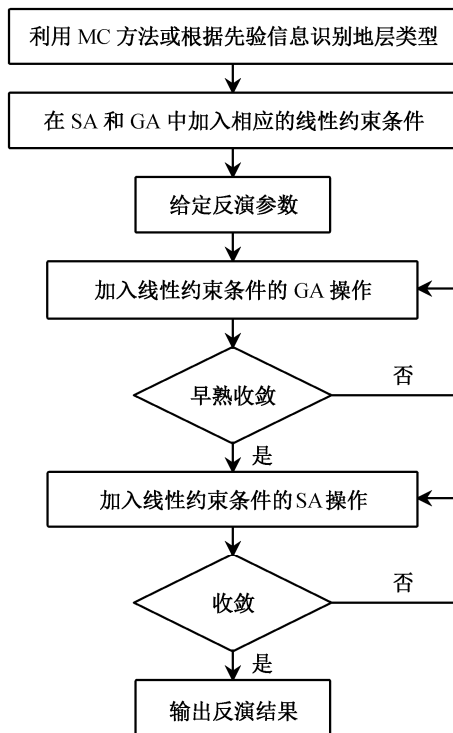 利用 MC 方法或根据先验信息识别地层类型
在 SA 和 GA 中加入相应的线性约束条件
给定反演参数
加入线性约束条件的 GA 操作
早熟收敛
否
是
加入线性约束条件的SA操作
收敛
否
是
输出反演结果